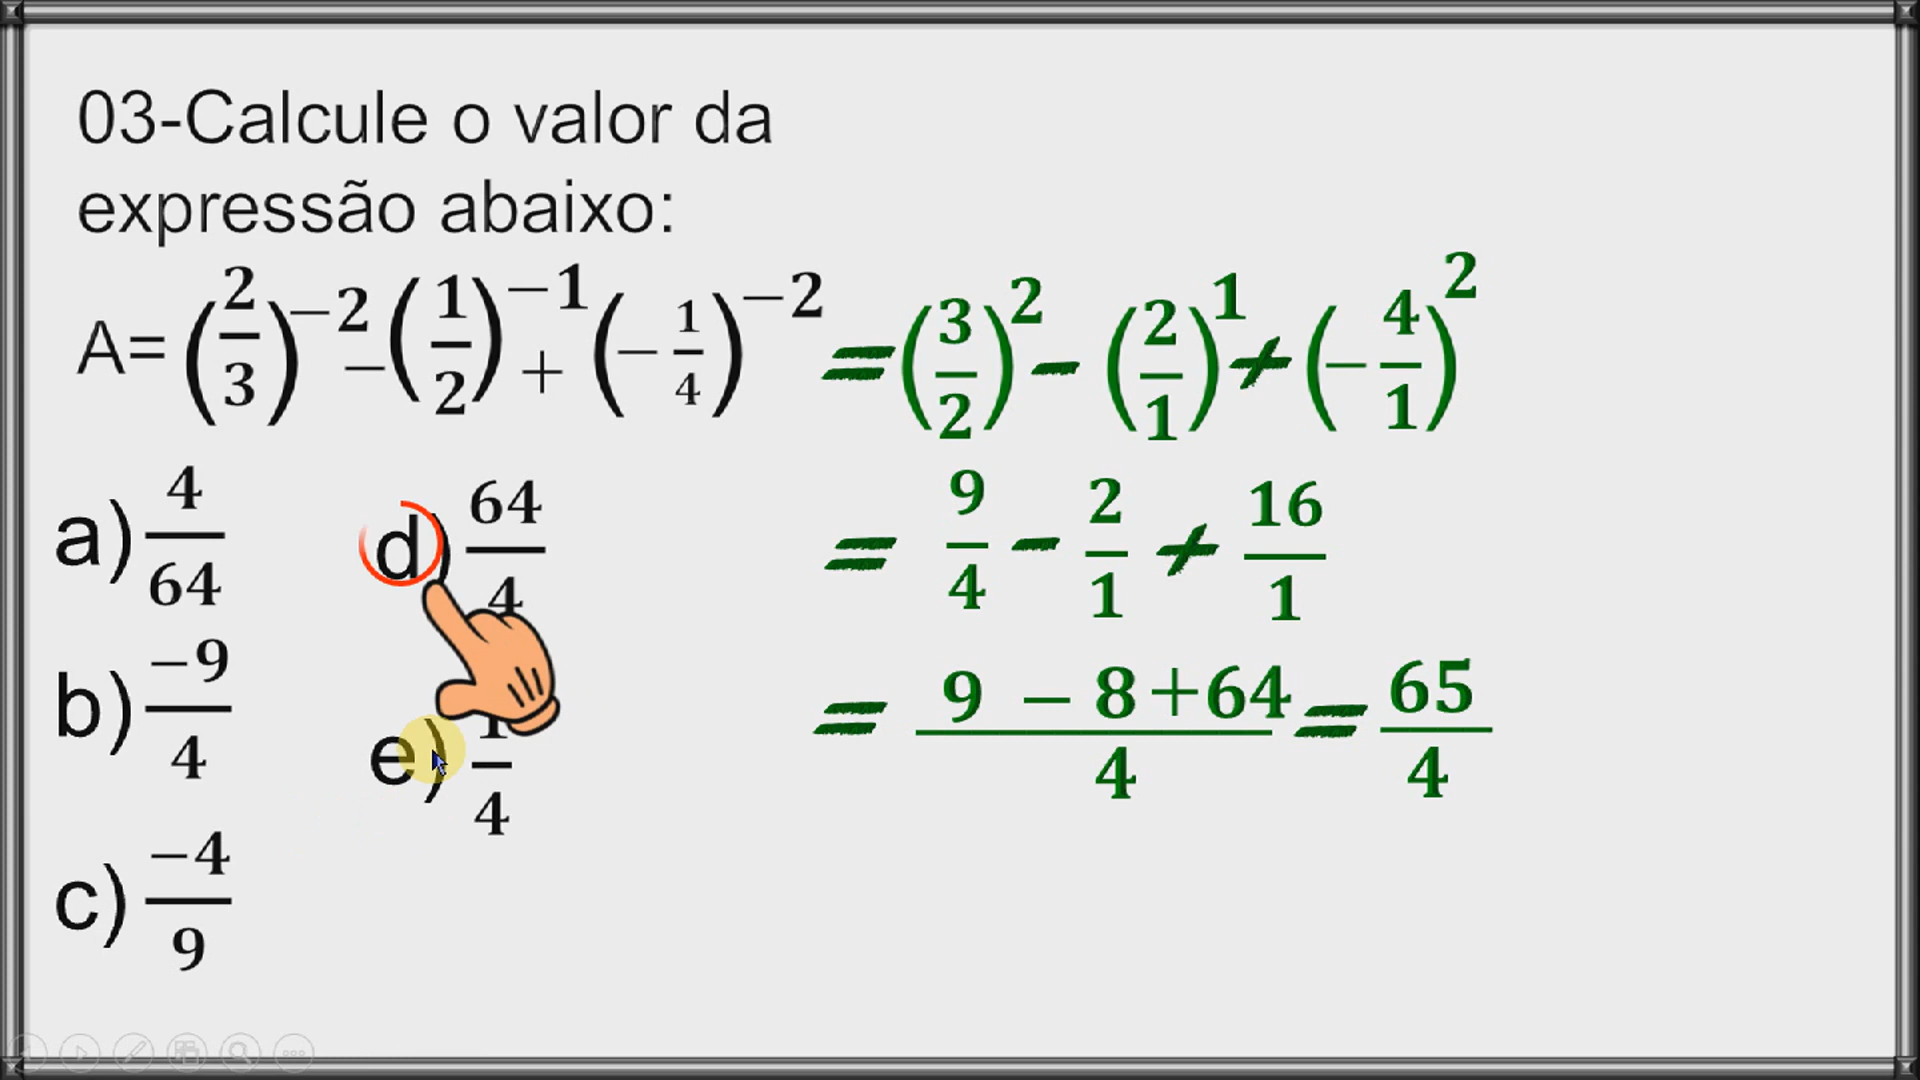 03-Calcule o valor da
expressão abaixo:
A= (2/3)^−2 − (1/2)^−1 + (− 1/4)^−2 = (3/2)^2 − (2/1)^1 + (− 4/1)^2
= 9/4 − 2/1 + 16/1
= (9 − 8 + 64)/4 = 65/4
a) 4/64
b) −9/4
c) −4/9
d) 64/4
e) 1/4